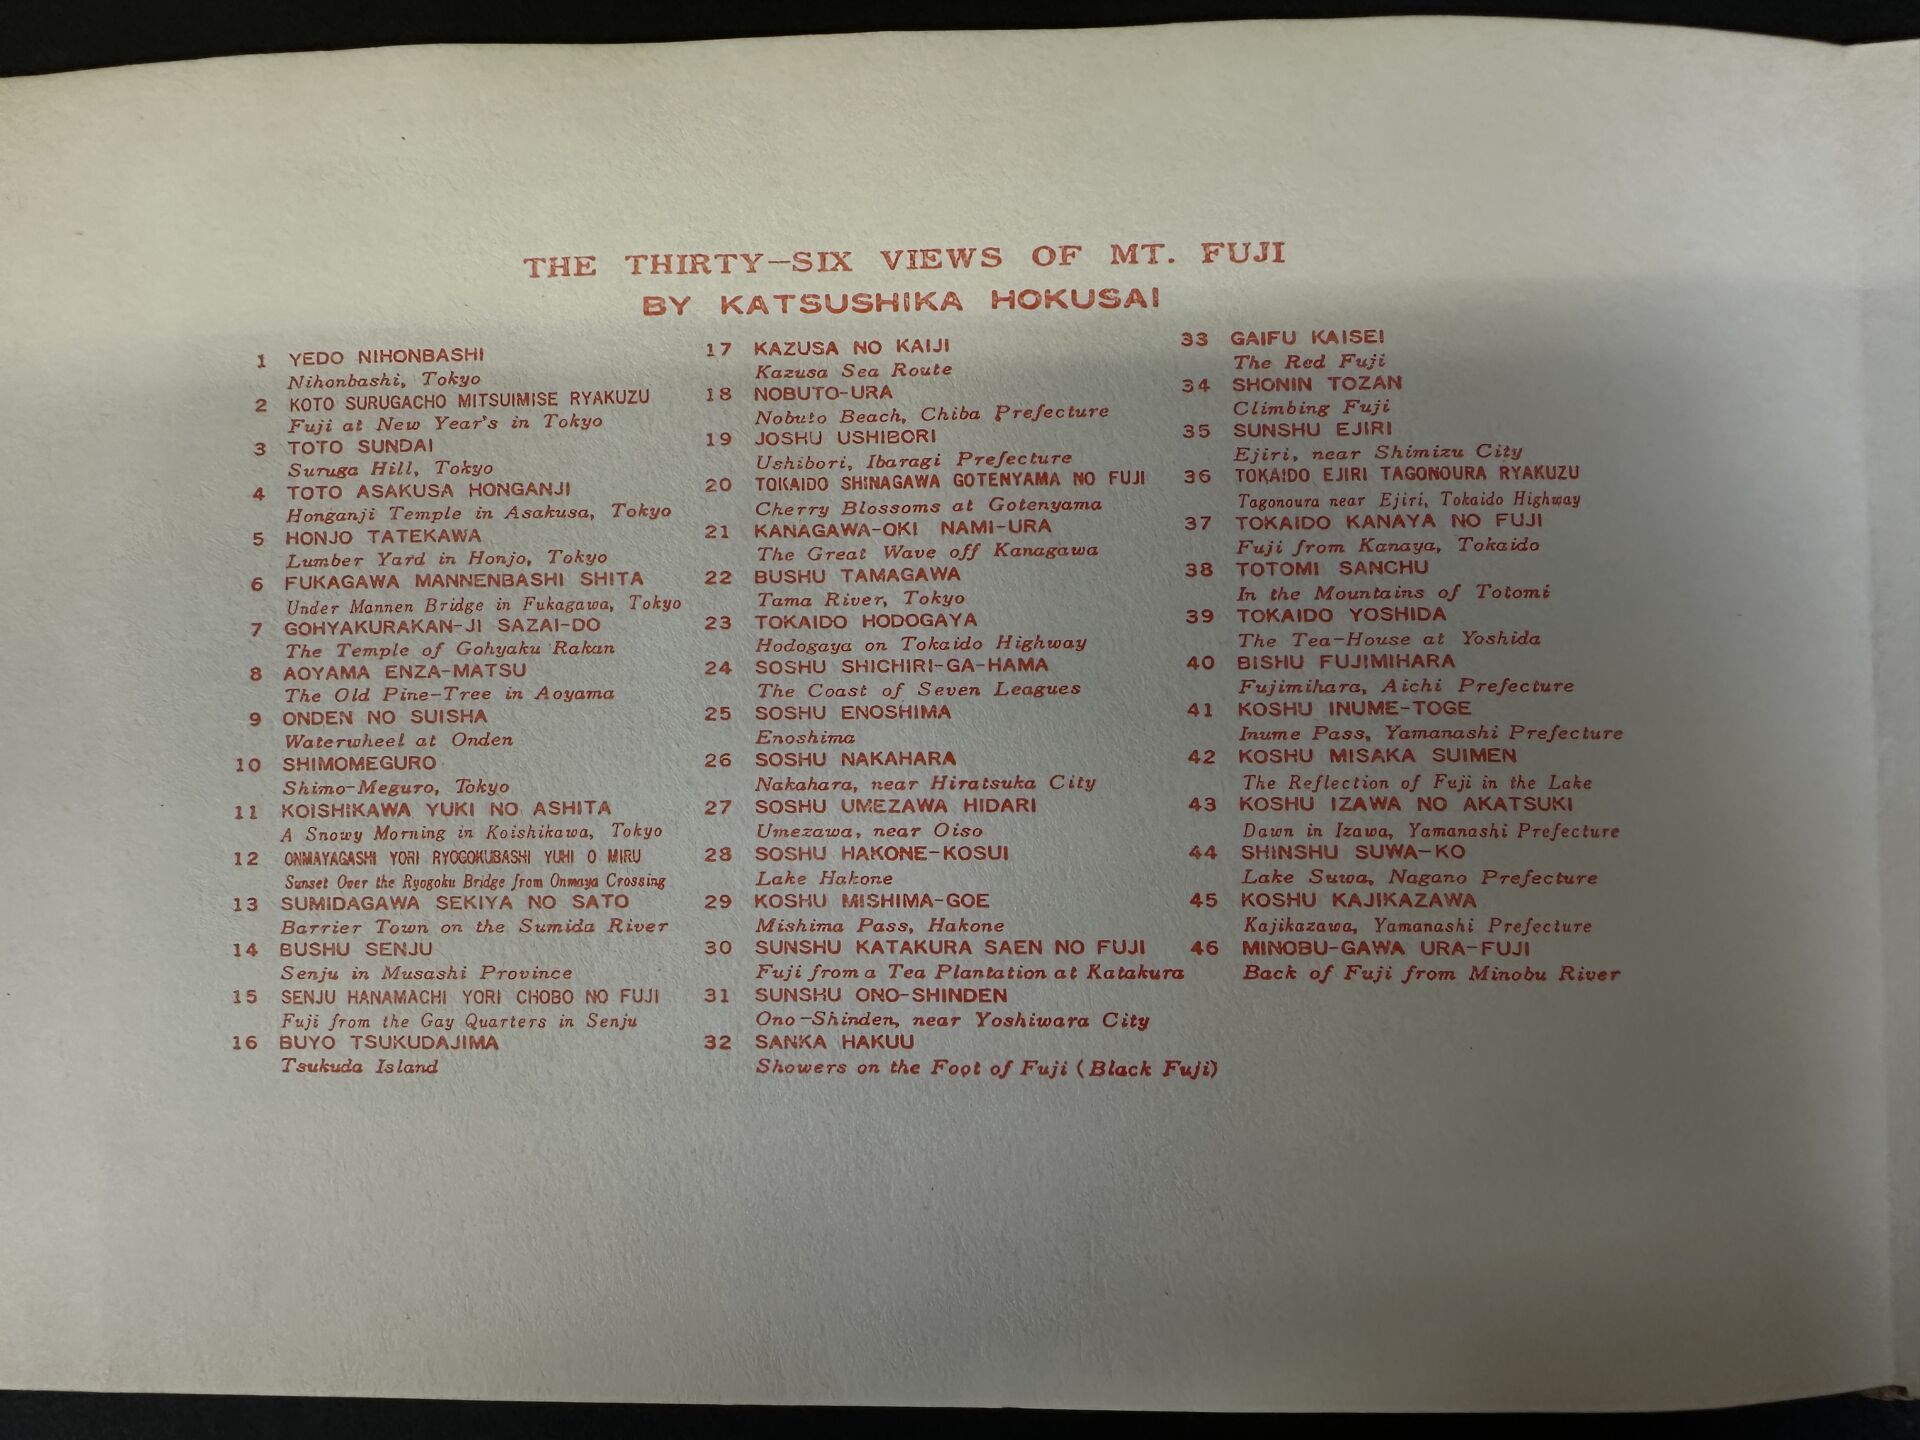 THE THIRTY-SIX VIEWS OF MT. FUJI
BY KATSUSHIKA HOKUSAI
1 YEDO NIHONBASHI
Nihonbashi, Tokyo
2 KOTO SURUGACHO MITSUIMISE RYAKUZU
Fuji at New Year's in Tokyo
3 TOTO SUNDAI
Suruga Hill, Tokyo
4 TOTO ASAKUSA HONGANJI
Honganji Temple in Asakusa, Tokyo
5 HONJO TATEKAWA
Lumber Yard in Honjo, Tokyo
6 FUKAGAWA MANNENBASHI SHITA
Under Mannen Bridge in Fukagawa, Tokyo
7 GOHYAKURAKAN-JI SAZAI-DO
The Temple of Gohyaku Rakan
8 AOYAMA ENZA-MATSU
The Old Pine-Tree in Aoyama
9 ONDEN NO SUISHA
Waterwheel at Onden
10 SHIMOMEGURO
Shimo-Meguro, Tokyo
11 KOISHIKAWA YUKI NO ASHITA
A Snowy Morning in Koishikawa, Tokyo
12 ONMAYAGASHI YORI RYOGOKUBASHI YUHI O MIRU
Sunset Over the Ryogoku Bridge from Onmaya Crossing
13 SUMIDAGAWA SEKIYA NO SATO
Barrier Town on the Sumida River
14 BUSHU SENJU
Senju in Musashi Province
15 SENJU HANAMACHI YORI CHOBO NO FUJI
Fuji from the Gay Quarters in Senju
16 BUYO TSUKUDAJIMA
Tsukuda Island
17 KAZUSA NO KAIJI
Kazusa Sea Route
18 NOBUTO-URA
Nobuto Beach, Chiba Prefecture
19 JOSHU USHIBORI
Ushibori, Ibaragi Prefecture
20 TOKAIDO SHINAGAWA GOTENYAMA NO FUJI
Cherry Blossoms at Gotenyama
21 KANAGAWA-OKI NAMI-URA
The Great Wave off Kanagawa
22 BUSHU TAMAGAWA
Tama River, Tokyo
23 TOKAIDO HODOGAYA
Hodogaya on Tokaido Highway
24 SOSHU SHICHIRI-GA-HAMA
The Coast of Seven Leagues
25 SOSHU ENOSHIMA
Enoshima
26 SOSHU NAKAHARA
Nakahara, near Hiratsuka City
27 SOSHU UMEZAWA HIDARI
Umezawa, near Oiso
28 SOSHU HAKONE-KOSUI
Lake Hakone
29 KOSHU MISHIMA-GOE
Mishima Pass, Hakone
30 SUNSHU KATAKURA SAEN NO FUJI
Fuji from a Tea Plantation at Katakura
31 SUNSHU ONO-SHINDEN
Ono-Shinden, near Yoshiwara City
32 SANKA HAKUU
Showers on the Foot of Fuji (Black Fuji)
33 GAIFU KAISEI
The Red Fuji
34 SHONIN TOZAN
Climbing Fuji
35 SUNSHU EJIRI
Ejiri, near Shimizu City
36 TOKAIDO EJIRI TAGONOURA RYAKUZU
Tagonoura near Ejiri, Tokaido Highway
37 TOKAIDO KANAYA NO FUJI
Fuji from Kanaya, Tokaido
38 TOTOMI SANCHU
In the Mountains of Totomi
39 TOKAIDO YOSHIDA
The Tea-House at Yoshida
40 BISHU FUJIMIHARA
Fujimihara, Aichi Prefecture
41 KOSHU INUME-TOGE
Inume Pass, Yamanashi Prefecture
42 KOSHU MISAKA SUIMEN
The Reflection of Fuji in the Lake
43 KOSHU IZAWA NO AKATSUKI
Dawn in Izawa, Yamanashi Prefecture
44 SHINSHU SUWA-KO
Lake Suwa, Nagano Prefecture
45 KOSHU KAJIKAZAWA
Kajikazawa, Yamanashi Prefecture
46 MINOBU-GAWA URA-FUJI
Back of Fuji from Minobu River